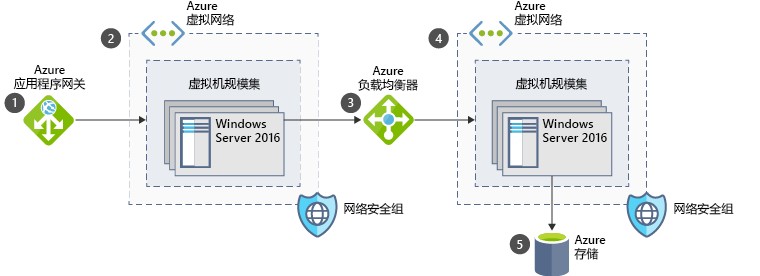 Azure
虚拟网络
2
Azure
虚拟网络
4
Azure
应用程序网关
1
虚拟机规模集
Windows
Server 2016
Azure
负载均衡器
3
虚拟机规模集
Windows
Server 2016
网络安全组
网络安全组
5
Azure
存储